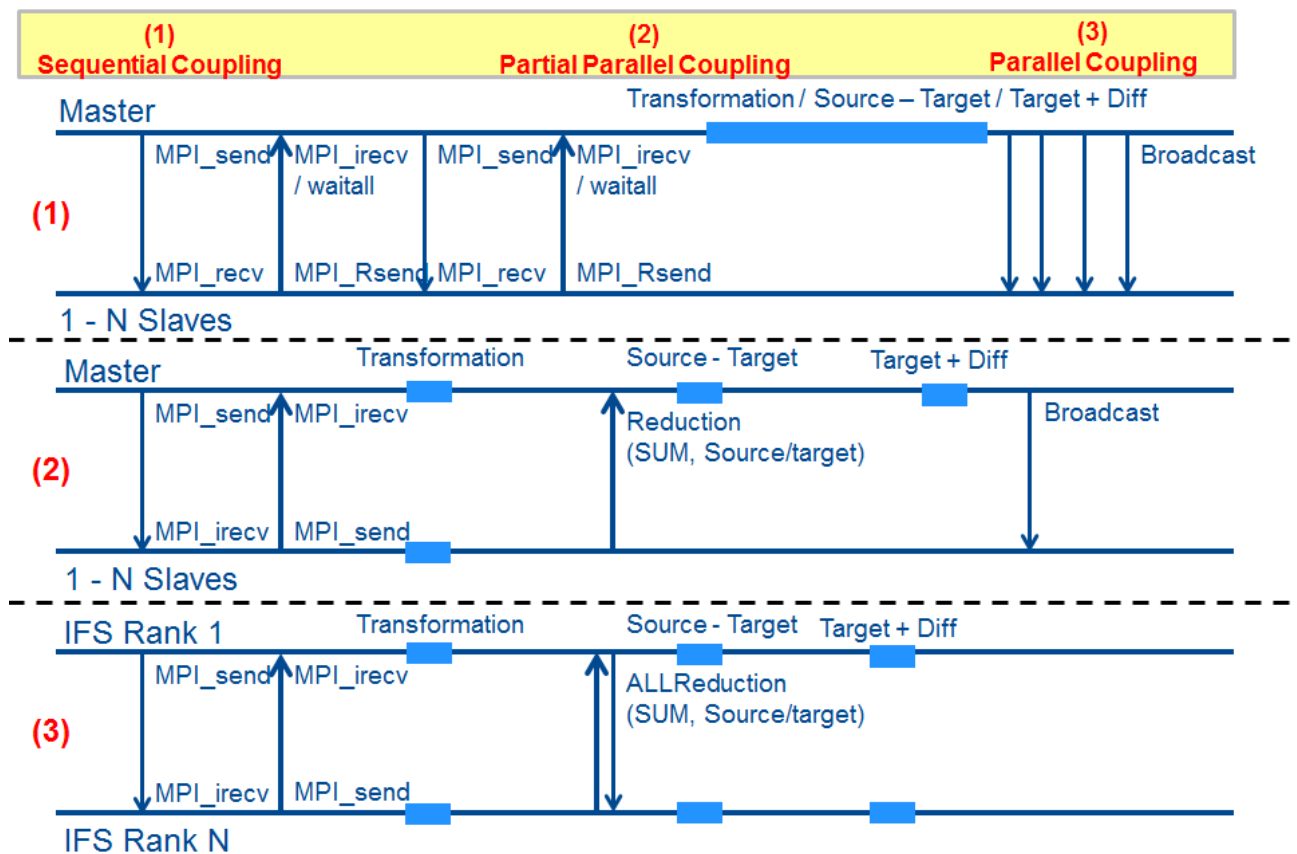 (1)
Sequential Coupling
(2)
Partial Parallel Coupling
(3)
Parallel Coupling
Master
Transformation / Source – Target / Target + Diff
MPI_send
MPI_irecv
/ waitall
MPI_send
MPI_irecv
/ waitall
Broadcast
(1)
MPI_recv
MPI_Rsend
MPI_recv
MPI_Rsend
1 - N Slaves
Master
Transformation
Source - Target
Target + Diff
MPI_send
MPI_irecv
Reduction
(SUM, Source/target)
Broadcast
(2)
MPI_irecv
MPI_send
1 - N Slaves
IFS Rank 1
Transformation
Source - Target
Target + Diff
MPI_send
MPI_irecv
ALLReduction
(SUM, Source/target)
(3)
MPI_irecv
MPI_send
IFS Rank N